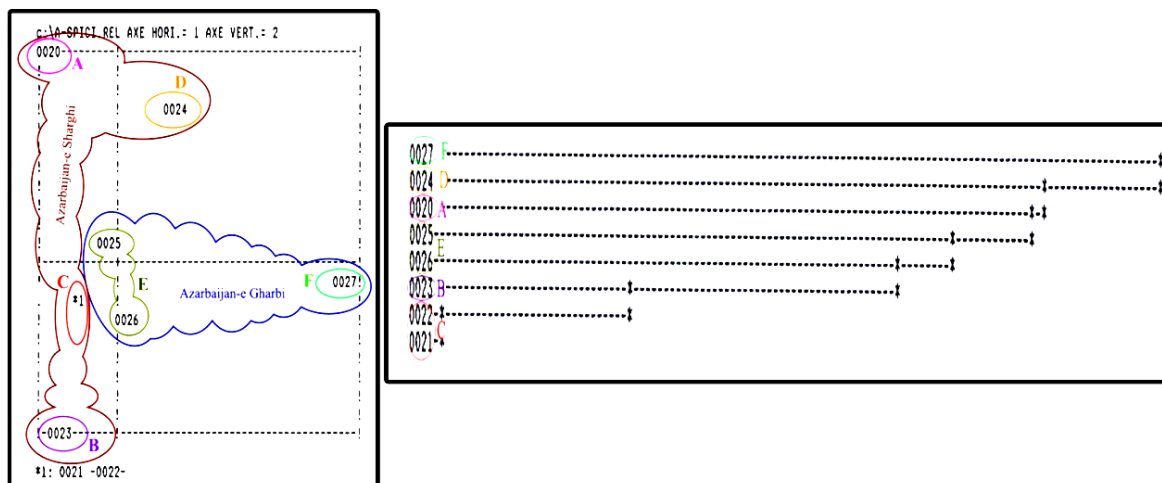 c:\A-SPICI REL AXE HORI.= 1 AXE VERT.= 2
0020
A
D
0024
Azarbaijan-e Sharghi
0025
E
C
*1
F
0027
Azarbaijan-e Gharbi
0026
-0023
B
*1: 0021 -0022-
0027 F
0024 D
0020 A
0025
E
0026
0023 B
0022
C
0021